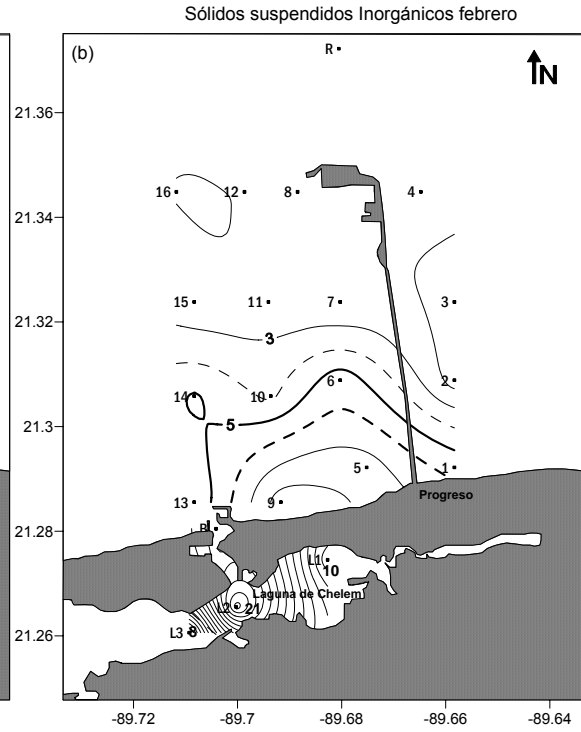 Sólidos suspendidos Inorgánicos febrero
(b)
R
N
21.36
16 12 8 4
21.34
15 11 7 3
21.32
3
6 2
14 10
21.3
5
5 1
Progreso
13 9
21.28
L1
10
Laguna de Chelem
L2 21
L3 8
21.26
-89.72 -89.7 -89.68 -89.66 -89.64